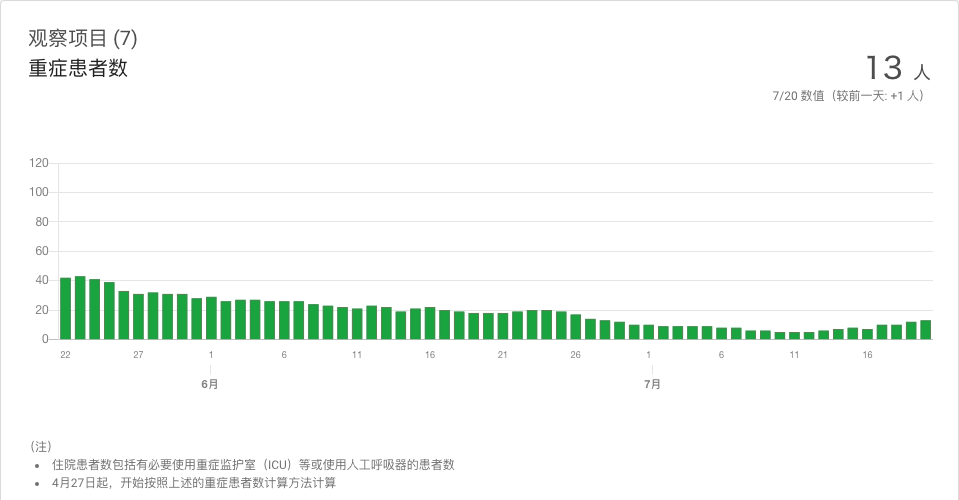 观察项目 (7)
重症患者数
13 人
7/20 数值（较前一天: +1 人）
120
100
80
60
40
20
0
22 27 1 6 11 16 21 26 1 6 11 16
6月 7月
（注）
• 住院患者数包括有必要使用重症监护室（ICU）等或使用人工呼吸器的患者数
• 4月27日起，开始按照上述的重症患者数计算方法计算